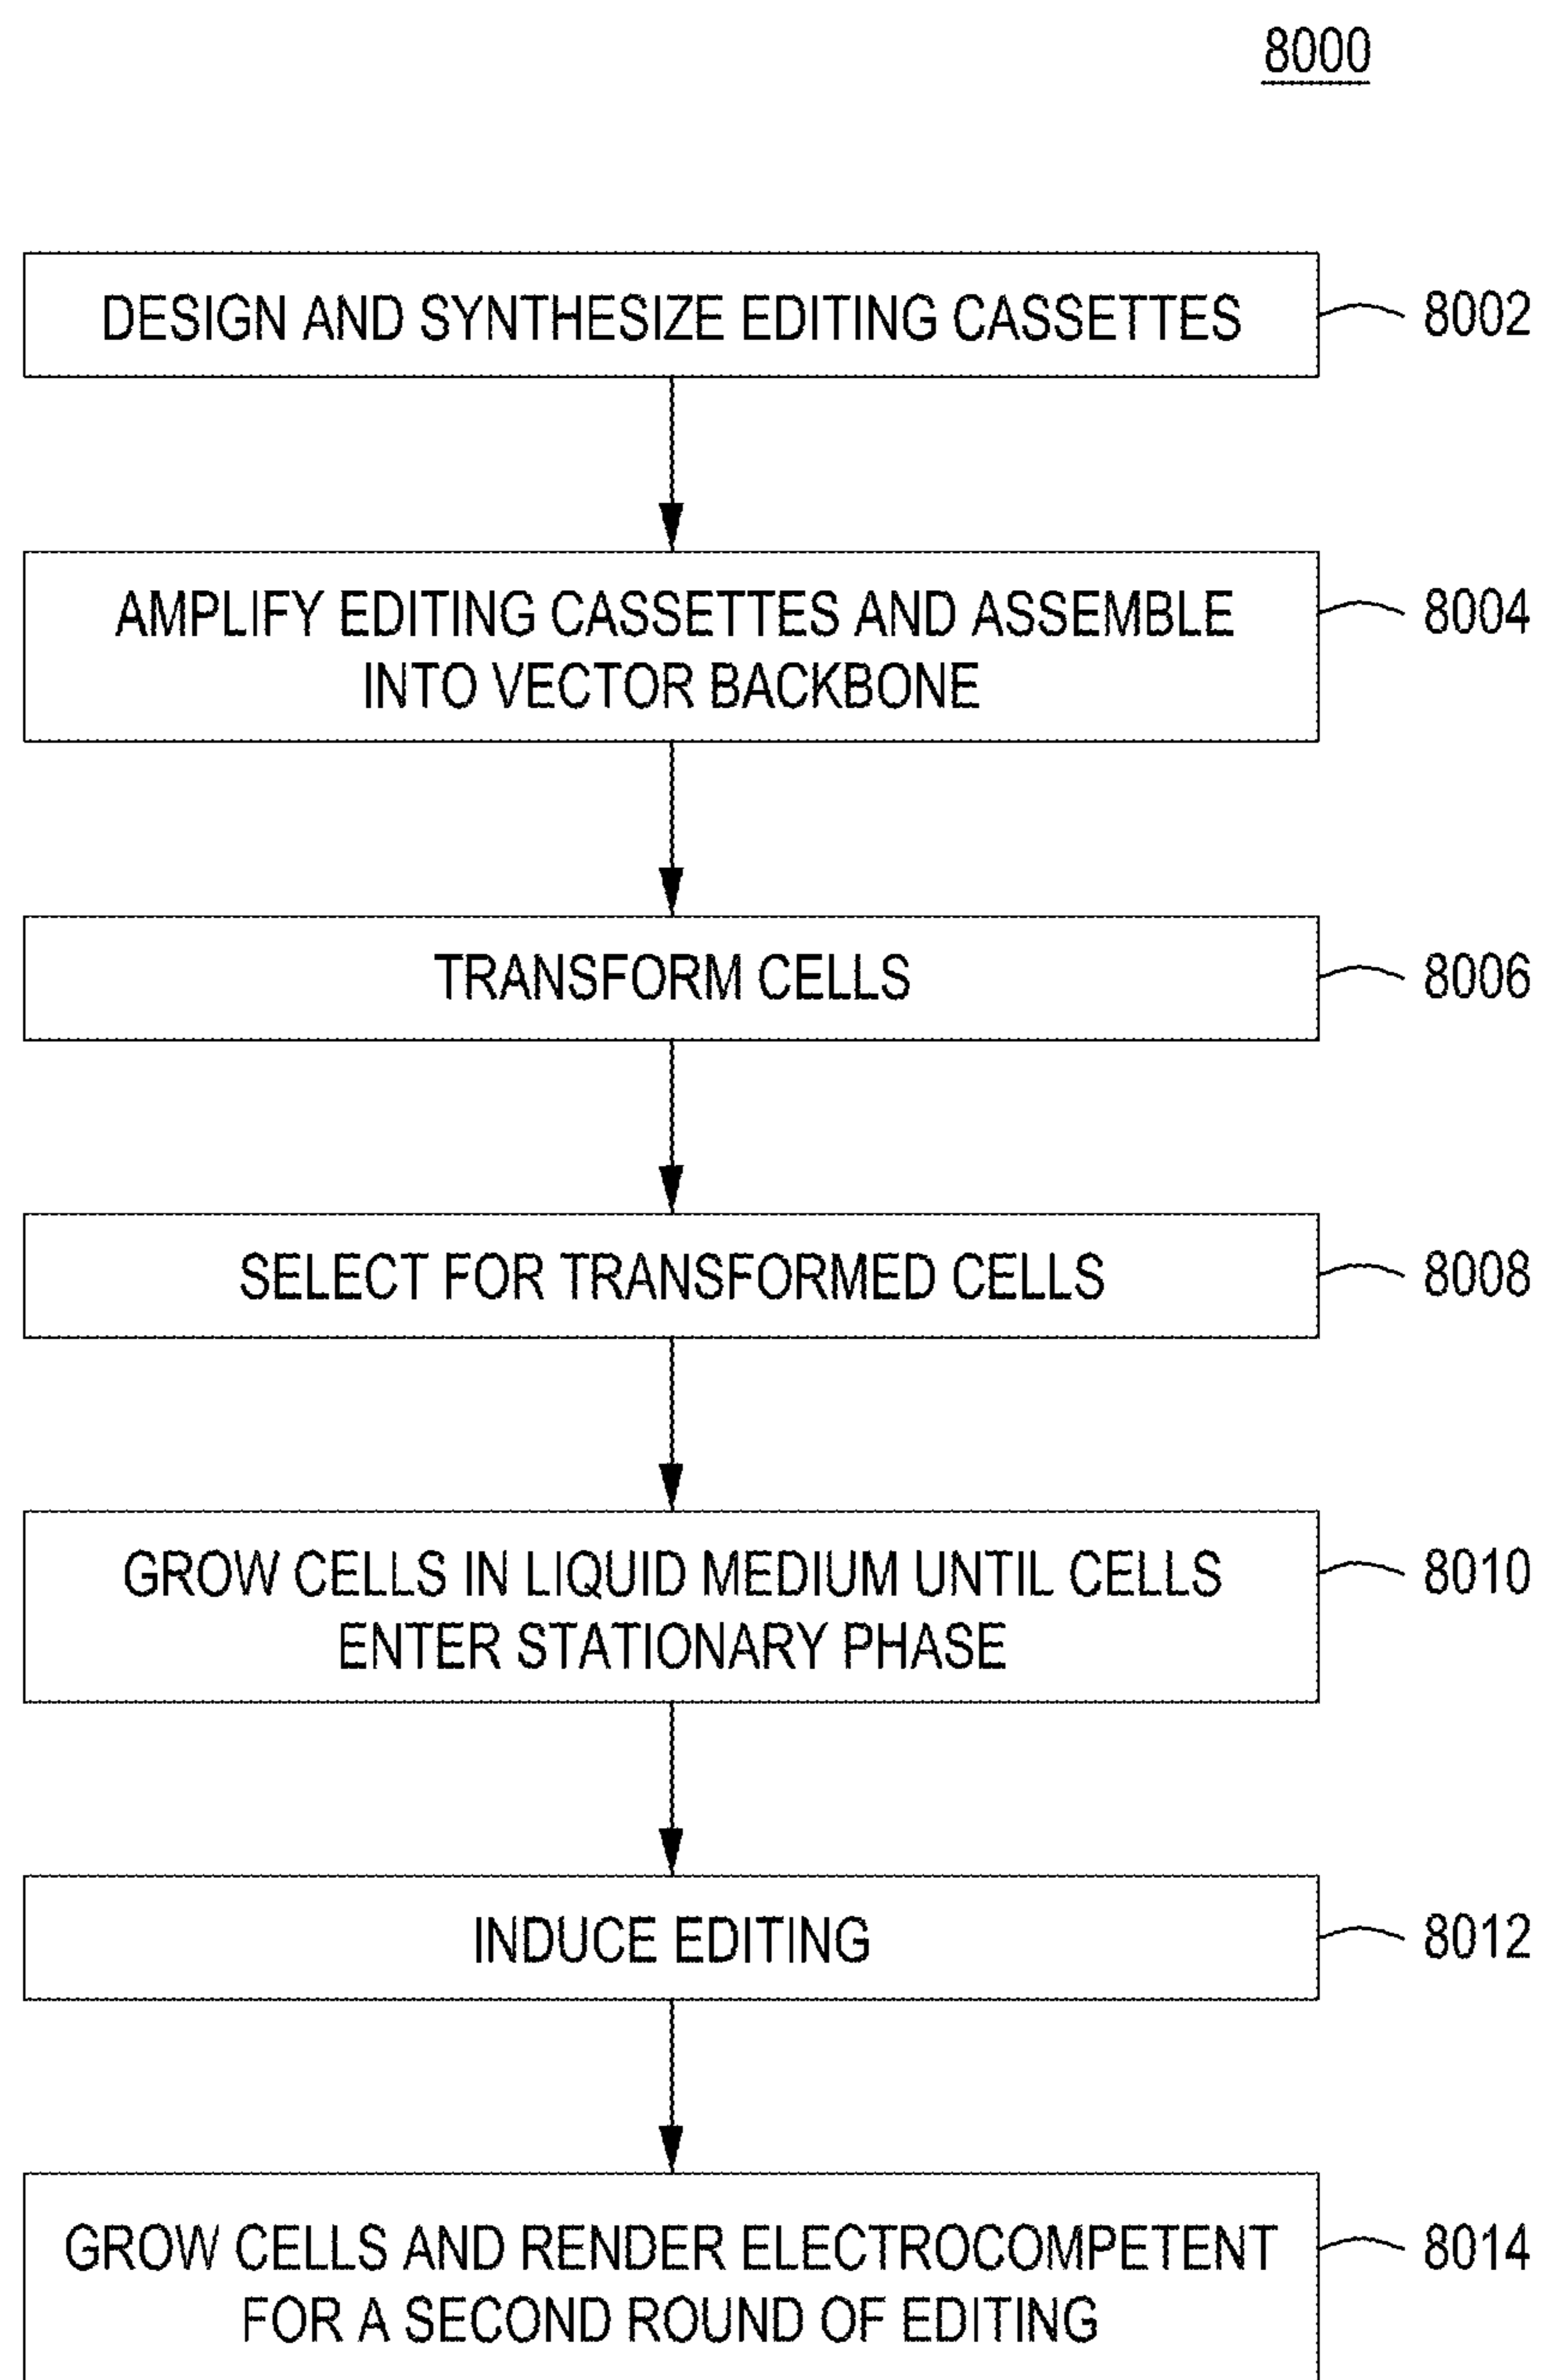 8000
DESIGN AND SYNTHESIZE EDITING CASSETTES
8002
AMPLIFY EDITING CASSETTES AND ASSEMBLE
INTO VECTOR BACKBONE
8004
TRANSFORM CELLS
8006
SELECT FOR TRANSFORMED CELLS
8008
GROW CELLS IN LIQUID MEDIUM UNTIL CELLS
ENTER STATIONARY PHASE
8010
INDUCE EDITING
8012
GROW CELLS AND RENDER ELECTROCOMPETENT
FOR A SECOND ROUND OF EDITING
8014